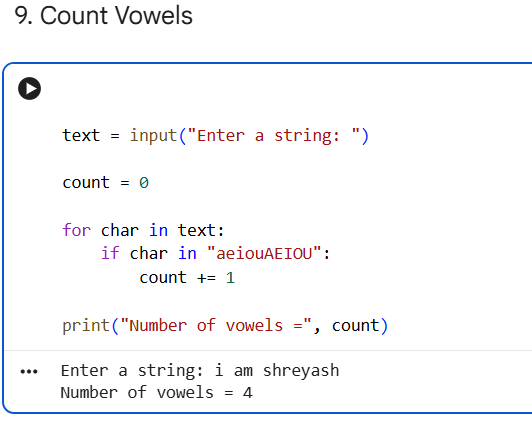 9. Count Vowels
text = input("Enter a string: ")
count = 0
for char in text:
    if char in "aeiouAEIOU":
        count += 1
print("Number of vowels =", count)
Enter a string: i am shreyash
Number of vowels = 4